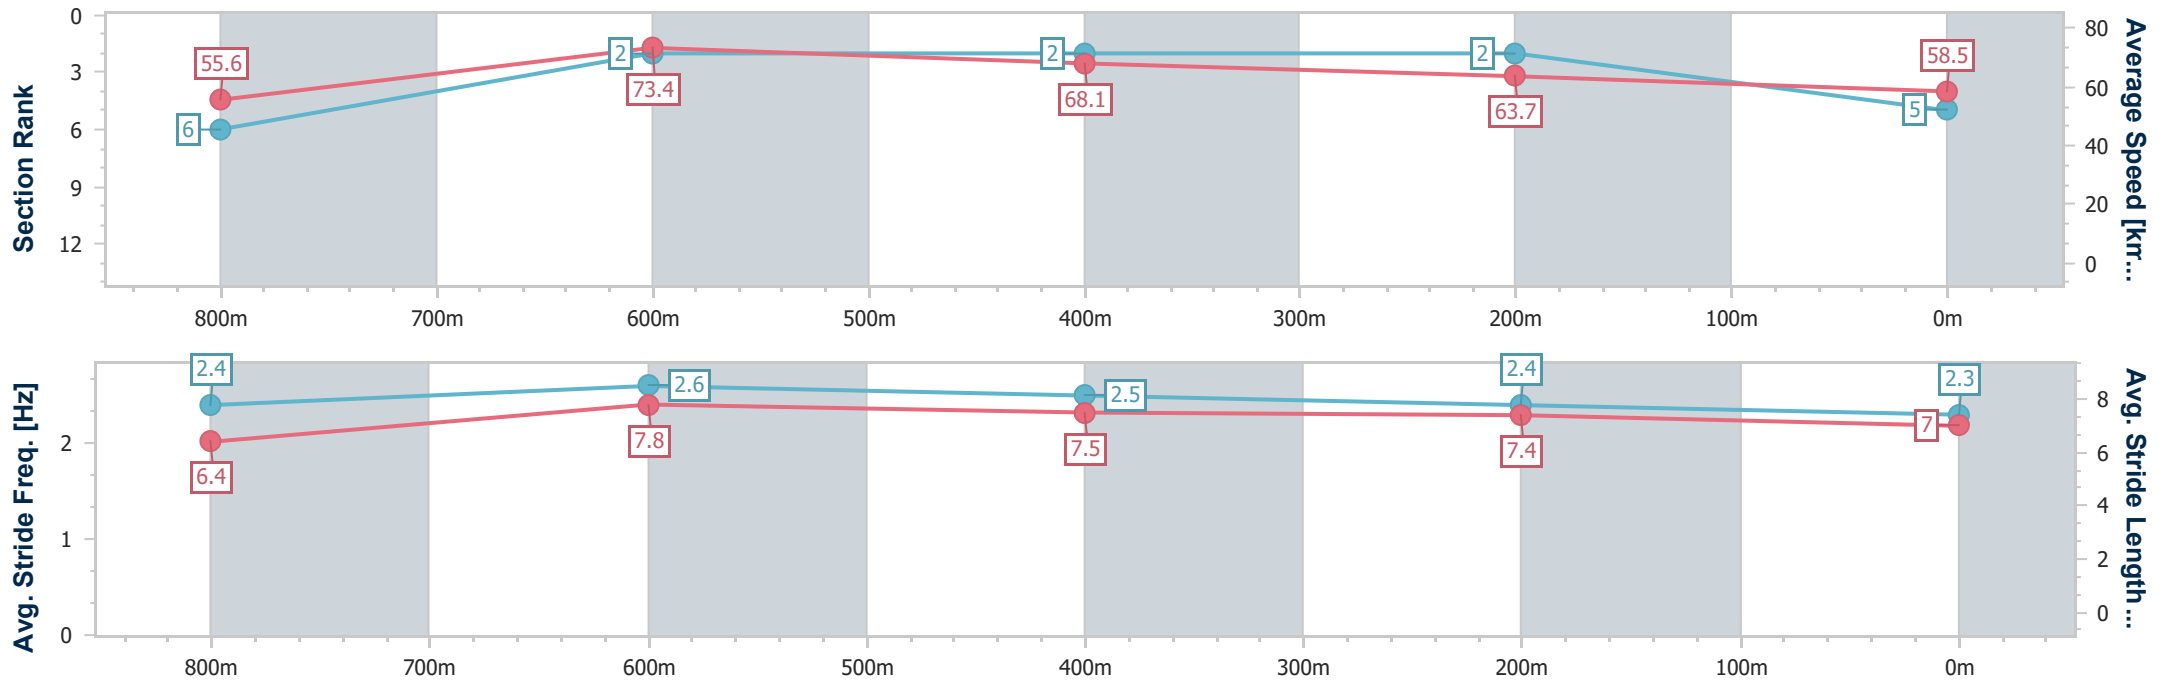 Section Rank
0
3
6
9
12
55.6
73.4
68.1
63.7
58.5
6
2
2
2
5
80
60
40
20
0
Average Speed [km...
800m
700m
600m
500m
400m
300m
200m
100m
0m
Avg. Stride Freq. [Hz]
2
1
0
2.4
2.6
2.5
2.4
2.3
6.4
7.8
7.5
7.4
7
8
6
4
2
0
Avg. Stride Length ...
800m
700m
600m
500m
400m
300m
200m
100m
0m